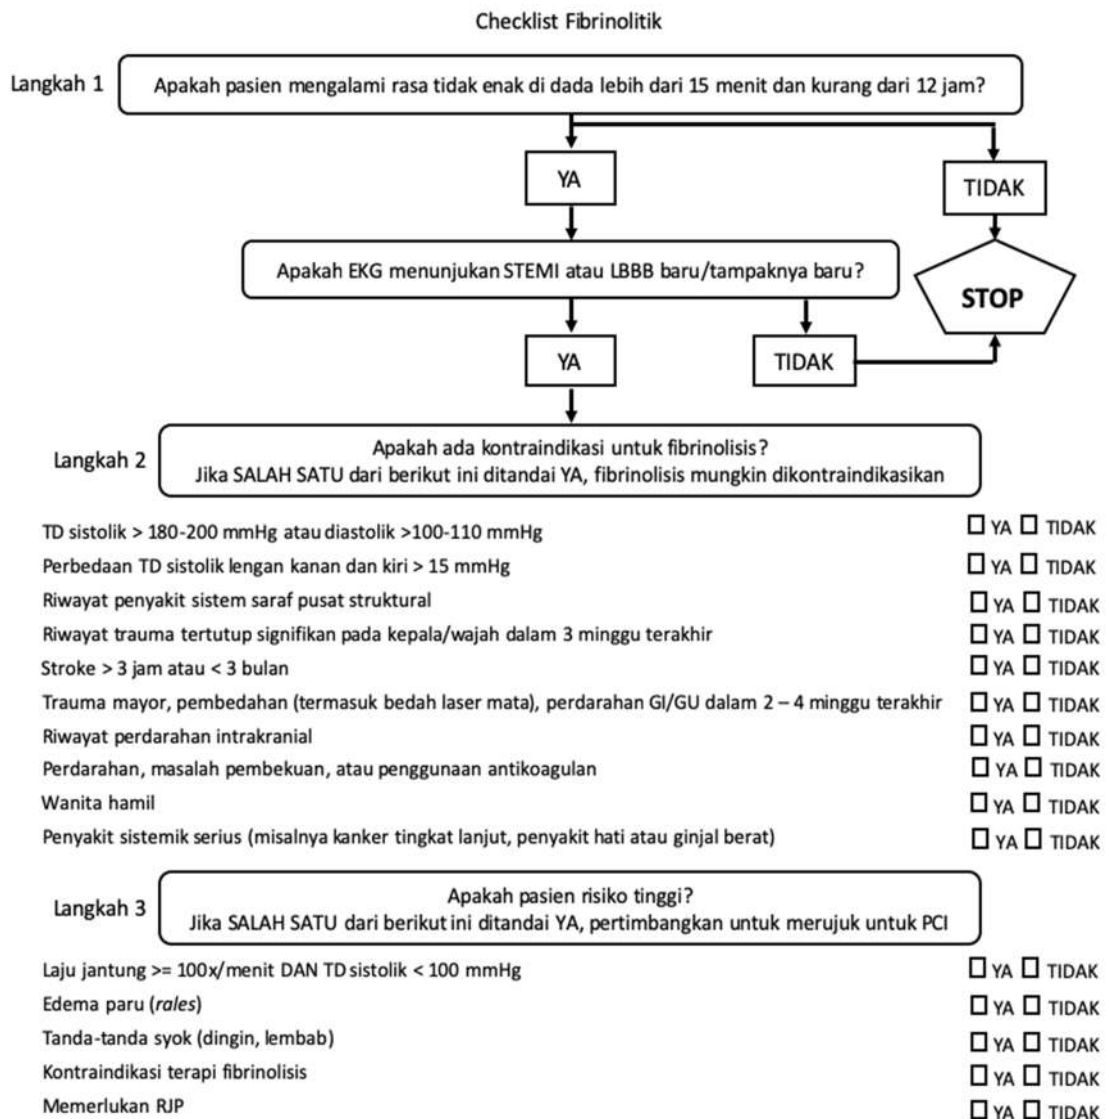 Checklist Fibrinolitik
Langkah 1
Apakah pasien mengalami rasa tidak enak di dada lebih dari 15 menit dan kurang dari 12 jam?
YA
TIDAK
Apakah EKG menunjukan STEMI atau LBBB baru/tampaknya baru?
STOP
YA
TIDAK
Langkah 2
Apakah ada kontraindikasi untuk fibrinolisis?
Jika SALAH SATU dari berikut ini ditandai YA, fibrinolisis mungkin dikontraindikasikan
TD sistolik > 180-200 mmHg atau diastolik >100-110 mmHg ☐ YA ☐ TIDAK
Perbedaan TD sistolik lengan kanan dan kiri > 15 mmHg ☐ YA ☐ TIDAK
Riwayat penyakit sistem saraf pusat struktural ☐ YA ☐ TIDAK
Riwayat trauma tertutup signifikan pada kepala/wajah dalam 3 minggu terakhir ☐ YA ☐ TIDAK
Stroke > 3 jam atau < 3 bulan ☐ YA ☐ TIDAK
Trauma mayor, pembedahan (termasuk bedah laser mata), perdarahan GI/GU dalam 2 – 4 minggu terakhir ☐ YA ☐ TIDAK
Riwayat perdarahan intrakranial ☐ YA ☐ TIDAK
Perdarahan, masalah pembekuan, atau penggunaan antikoagulan ☐ YA ☐ TIDAK
Wanita hamil ☐ YA ☐ TIDAK
Penyakit sistemik serius (misalnya kanker tingkat lanjut, penyakit hati atau ginjal berat) ☐ YA ☐ TIDAK
Langkah 3
Apakah pasien risiko tinggi?
Jika SALAH SATU dari berikut ini ditandai YA, pertimbangkan untuk merujuk untuk PCI
Laju jantung >= 100x/menit DAN TD sistolik < 100 mmHg ☐ YA ☐ TIDAK
Edema paru (rales) ☐ YA ☐ TIDAK
Tanda-tanda syok (dingin, lembab) ☐ YA ☐ TIDAK
Kontraindikasi terapi fibrinolisis ☐ YA ☐ TIDAK
Memerlukan RJP ☐ YA ☐ TIDAK